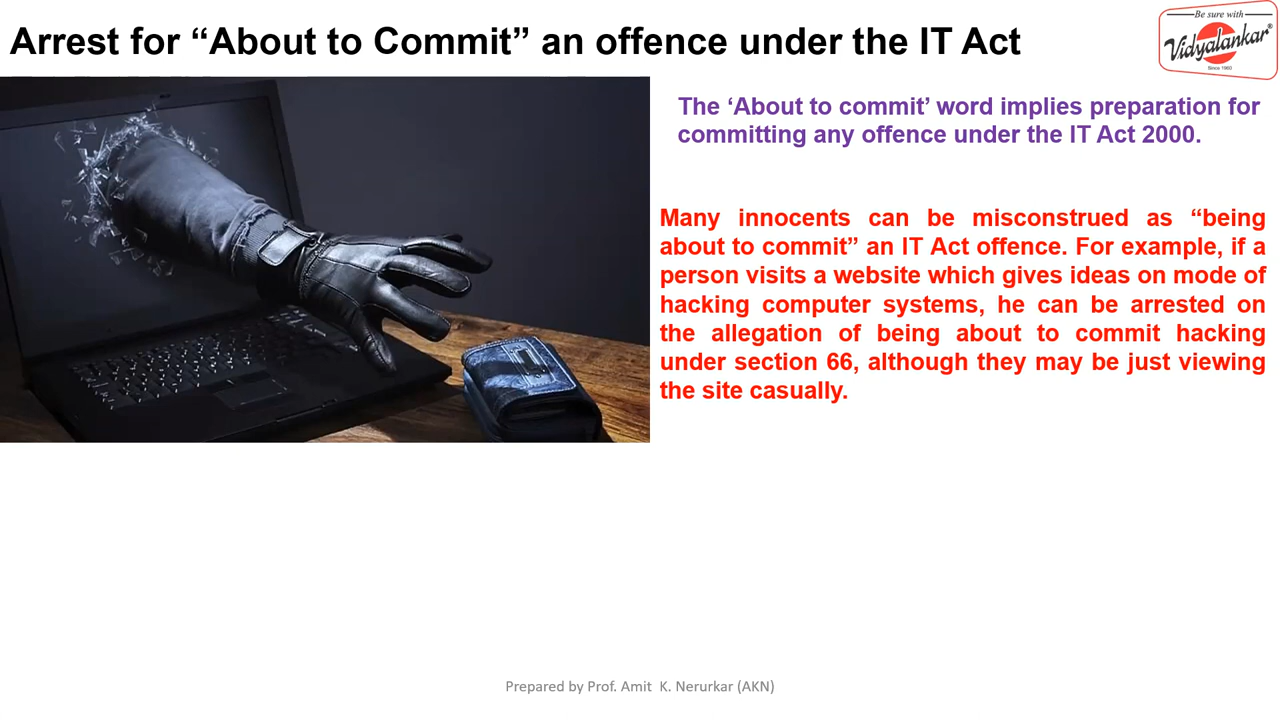 Arrest for “About to Commit” an offence under the IT Act
Be sure with
Vidyalankar®
Since 1960
The ‘About to commit’ word implies preparation for
committing any offence under the IT Act 2000.
Many innocents can be misconstrued as “being
about to commit” an IT Act offence. For example, if a
person visits a website which gives ideas on mode of
hacking computer systems, he can be arrested on
the allegation of being about to commit hacking
under section 66, although they may be just viewing
the site casually.
Prepared by Prof. Amit  K. Nerurkar (AKN)